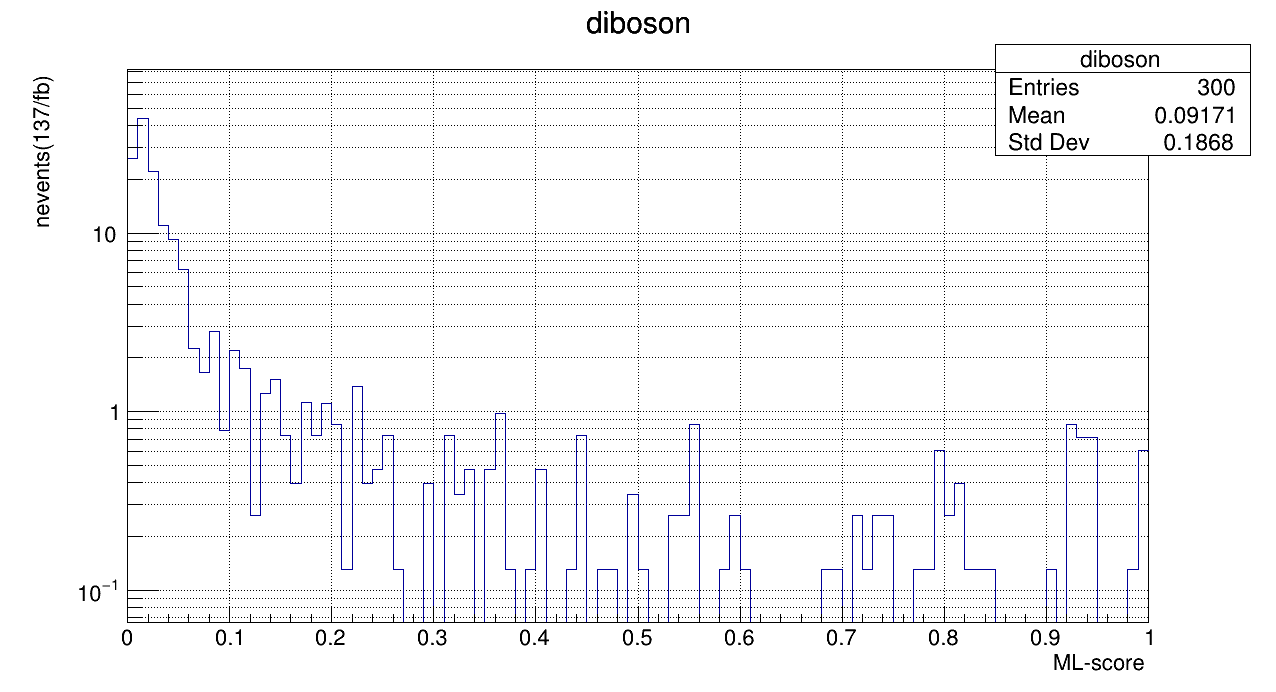 diboson
diboson
Entries 300
Mean 0.09171
Std Dev 0.1868
nevents(137/fb)
10
1
10⁻¹
0 0.1 0.2 0.3 0.4 0.5 0.6 0.7 0.8 0.9 1
ML-score